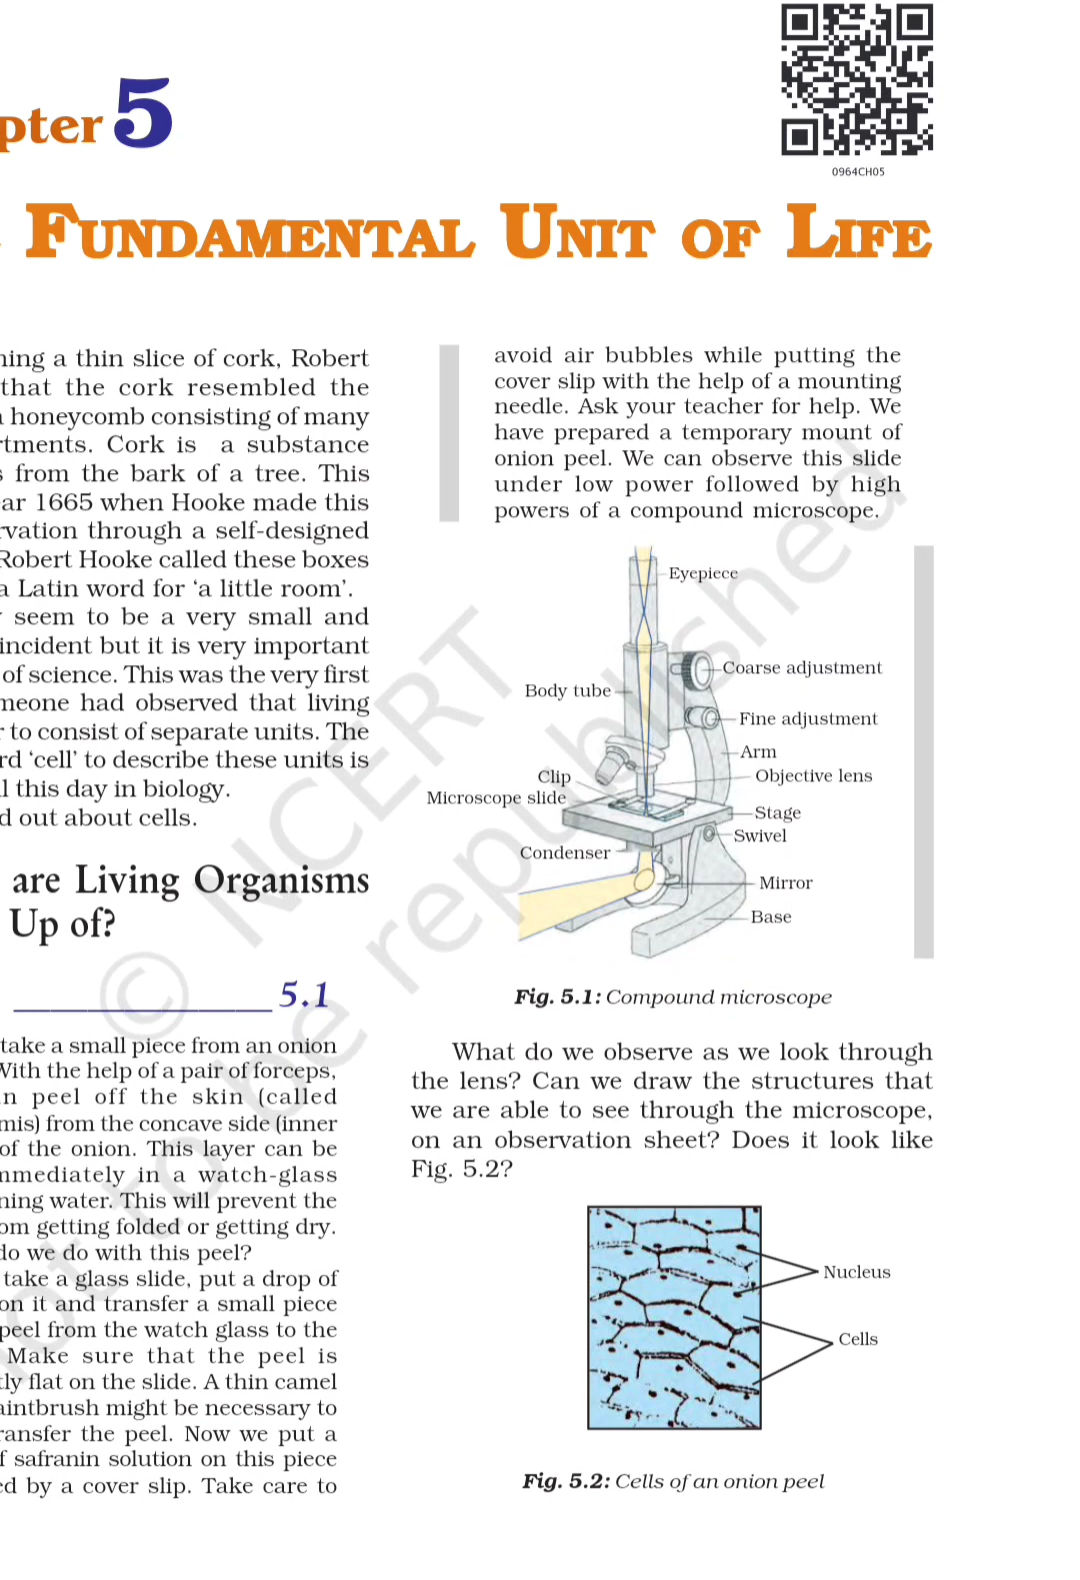 pter 5
0964CH05
FUNDAMENTAL UNIT OF LIFE
a thin slice of cork, Robert
that the cork resembled the
honeycomb consisting of many
Cork is a substance
from the bark of a tree. This
1665 when Hooke made this
through a self-designed
Robert Hooke called these boxes
a Latin word for ‘a little room’.
seem to be a very small and
incident but it is very important
of science. This was the very first
had observed that living
to consist of separate units. The
‘cell’ to describe these units is
this day in biology.
out about cells.
are Living Organisms
Up of?
5.1
take a small piece from an onion
With the help of a pair of forceps,
peel off the skin (called
from the concave side (inner
of the onion. This layer can be
in a watch-glass
water. This will prevent the
getting folded or getting dry.
do we do with this peel?
take a glass slide, put a drop of
on it and transfer a small piece
peel from the watch glass to the
Make sure that the peel is
flat on the slide. A thin camel
might be necessary to
the peel. Now we put a
safranin solution on this piece
by a cover slip. Take care to
avoid air bubbles while putting the
cover slip with the help of a mounting
needle. Ask your teacher for help. We
have prepared a temporary mount of
onion peel. We can observe this slide
under low power followed by high
powers of a compound microscope.
Eyepiece
Coarse adjustment
Body tube
Fine adjustment
Arm
Objective lens
Clip
Microscope slide
Stage
Swivel
Condenser
Mirror
Base
Fig. 5.1: Compound microscope
What do we observe as we look through
the lens? Can we draw the structures that
we are able to see through the microscope,
on an observation sheet? Does it look like
Fig. 5.2?
Nucleus
Cells
Fig. 5.2: Cells of an onion peel
© NCERT
not to be republished